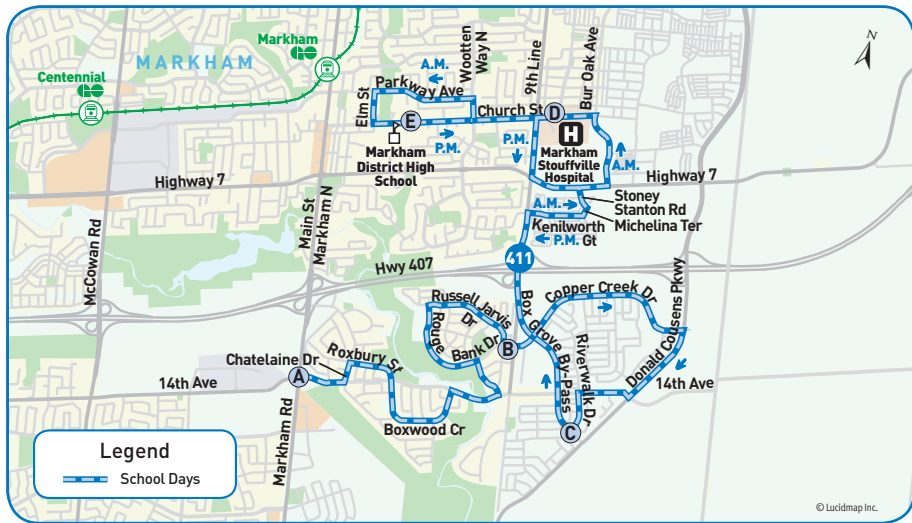 Markham
Centennial
MARKHAM
N
A.M.
Parkway Ave
Wootten
Way N
9th Line
Bur Oak Ave
Elm St
Church St
D
E
P.M.
P.M.
H
Markham
Stouffville
Hospital
A.M.
Markham
District High
School
Highway 7
Highway 7
Main St
Markham N
McCowan Rd
A.M.
Stoney
Stanton Rd
Michelina Ter
Kenilworth
Gt
P.M.
411
Hwy 407
Donald Cousens Pkwy
Copper Creek Dr
Russell Jarvis
Dr
Rouge
Bank Dr
B
Box Grove By-Pass
Riverwalk Dr
Chatelaine Dr
Roxbury St
14th Ave
A
14th Ave
Boxwood Cr
C
Markham Rd
Legend
School Days
© Lucidmap Inc.